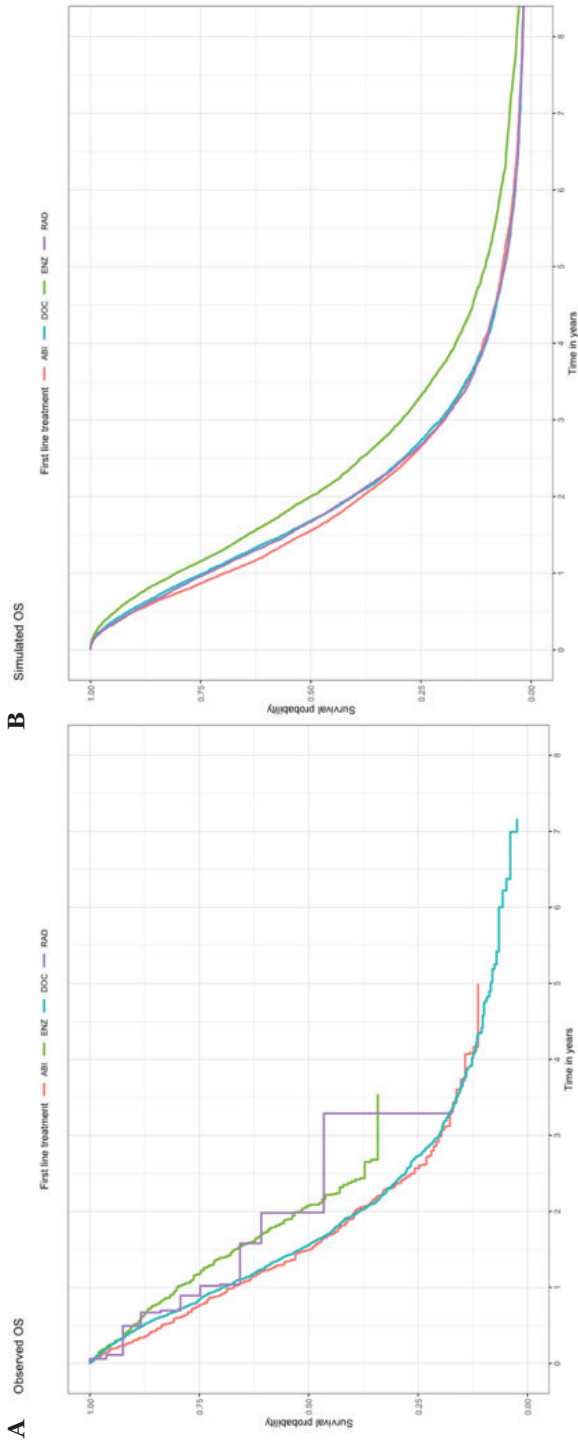 A
Observed OS
First line treatment ABI ENZ DOC RAD
Survival probability
1.00
0.75
0.50
0.25
0.00
0 1 2 3 4 5 6 7 8
Time in years
B
Simulated OS
First line treatment ABI DOC ENZ RAD
Survival probability
1.00
0.75
0.50
0.25
0.00
0 1 2 3 4 5 6 7 8
Time in years